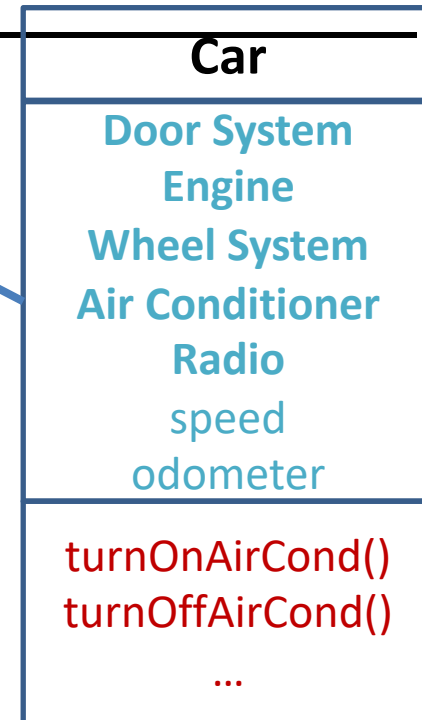 Car
Door System
Engine
Wheel System
Air Conditioner
Radio
speed
odometer
turnOnAirCond()
turnOffAirCond()
...